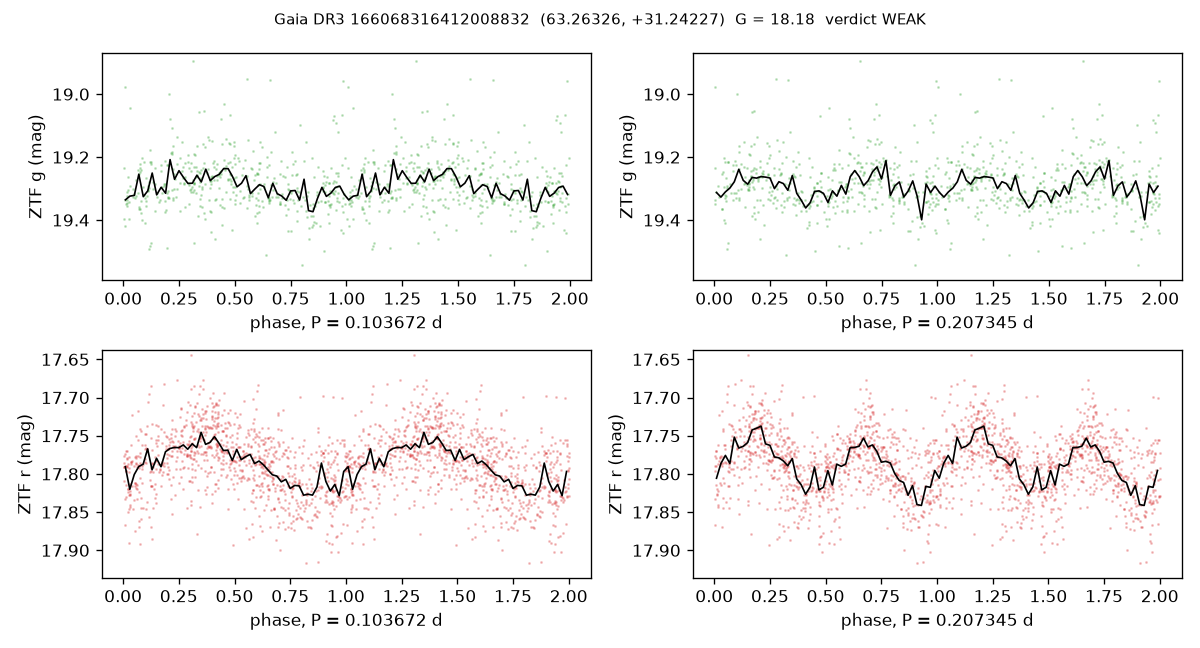 Gaia DR3 166068316412008832 (63.26326, +31.24227) G = 18.18 verdict WEAK
ZTF g (mag)
19.0
19.2
19.4
0.00 0.25 0.50 0.75 1.00 1.25 1.50 1.75 2.00
phase, P = 0.103672 d
ZTF g (mag)
19.0
19.2
19.4
0.00 0.25 0.50 0.75 1.00 1.25 1.50 1.75 2.00
phase, P = 0.207345 d
ZTF r (mag)
17.65
17.70
17.75
17.80
17.85
17.90
0.00 0.25 0.50 0.75 1.00 1.25 1.50 1.75 2.00
phase, P = 0.103672 d
ZTF r (mag)
17.65
17.70
17.75
17.80
17.85
17.90
0.00 0.25 0.50 0.75 1.00 1.25 1.50 1.75 2.00
phase, P = 0.207345 d